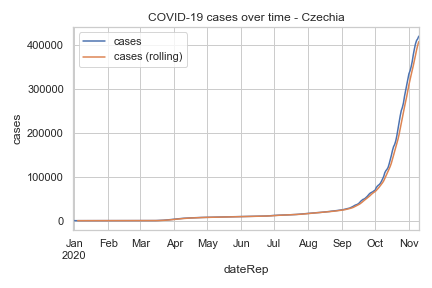 COVID-19 cases over time - Czechia
cases
cases (rolling)
400000
300000
200000
100000
0
cases
Jan Feb Mar Apr May Jun Jul Aug Sep Oct Nov
2020
dateRep